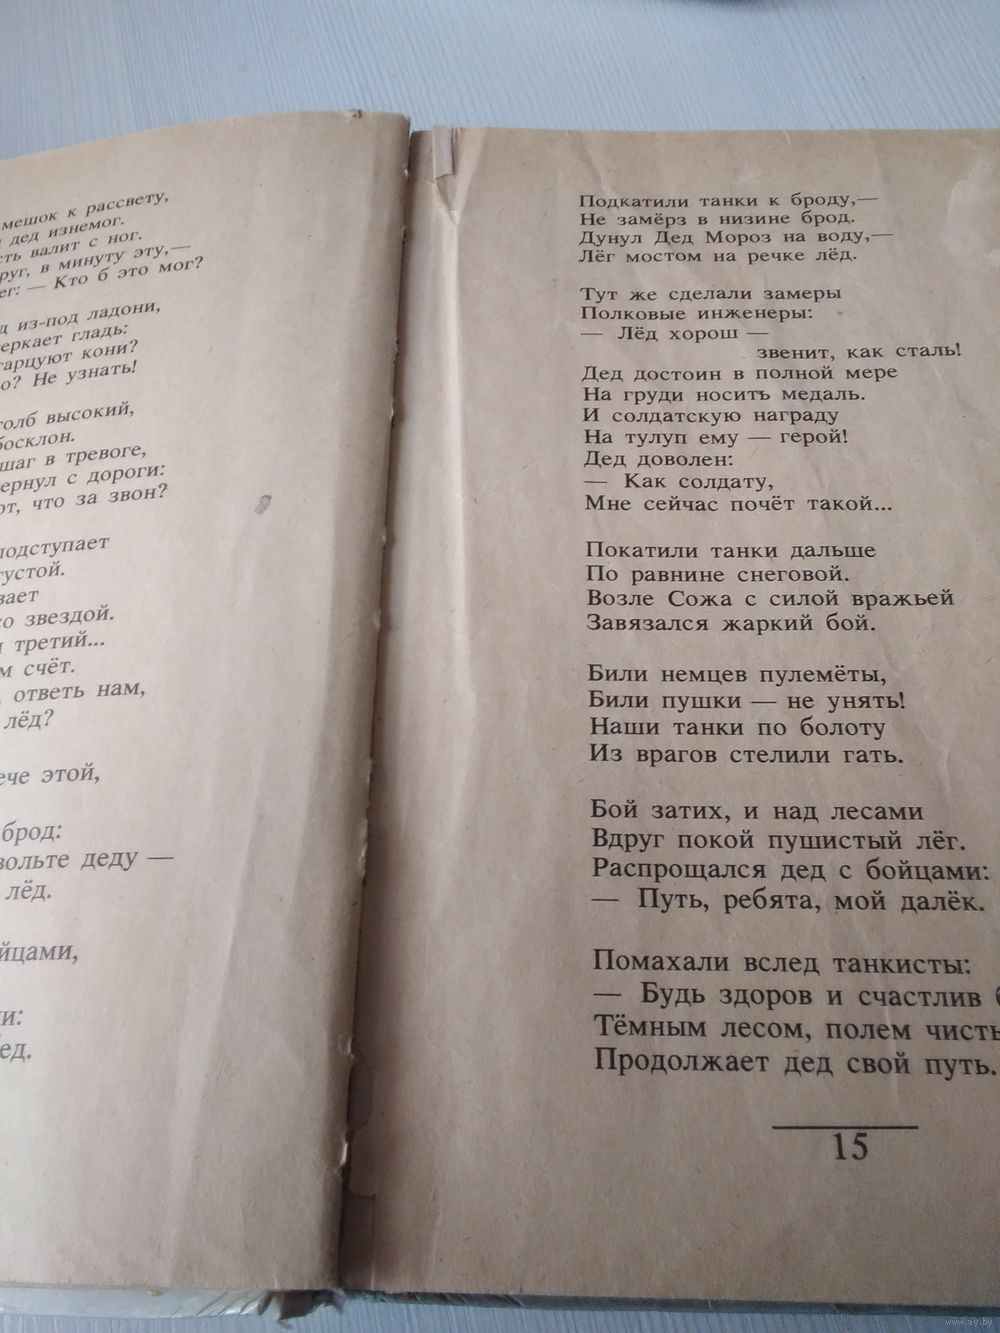 мешок к рассвету,
дед изнемог.
валит с ног.
в минуту эту,—
— Кто б это мог?
из-под ладони,
гладь:
кони?
Не узнать!
высокий,
шаг в тревоге,
с дороги:
что за звон?
подступает
звездой.
третий...
счёт.
ответь нам,
лёд?
этой,
брод:
деду —
лёд.
Подкатили танки к броду,—
Не замёрз в низине брод.
Дунул Дед Мороз на воду,—
Лёг мостом на речке лёд.
Тут же сделали замеры
Полковые инженеры:
— Лёд хорош —
звенит, как сталь!
Дед достоин в полной мере
На груди носить медаль.
И солдатскую награду
На тулуп ему — герой!
Дед доволен:
— Как солдату,
Мне сейчас почёт такой...
Покатили танки дальше
По равнине снеговой.
Возле Сожа с силой вражьей
Завязался жаркий бой.
Били немцев пулемёты,
Били пушки — не унять!
Наши танки по болоту
Из врагов стелили гать.
Бой затих, и над лесами
Вдруг покой пушистый лёг.
Распрощался дед с бойцами:
— Путь, ребята, мой далёк.
Помахали вслед танкисты:
— Будь здоров и счастлив
Тёмным лесом, полем
Продолжает дед свой путь.
15
www.ay.by